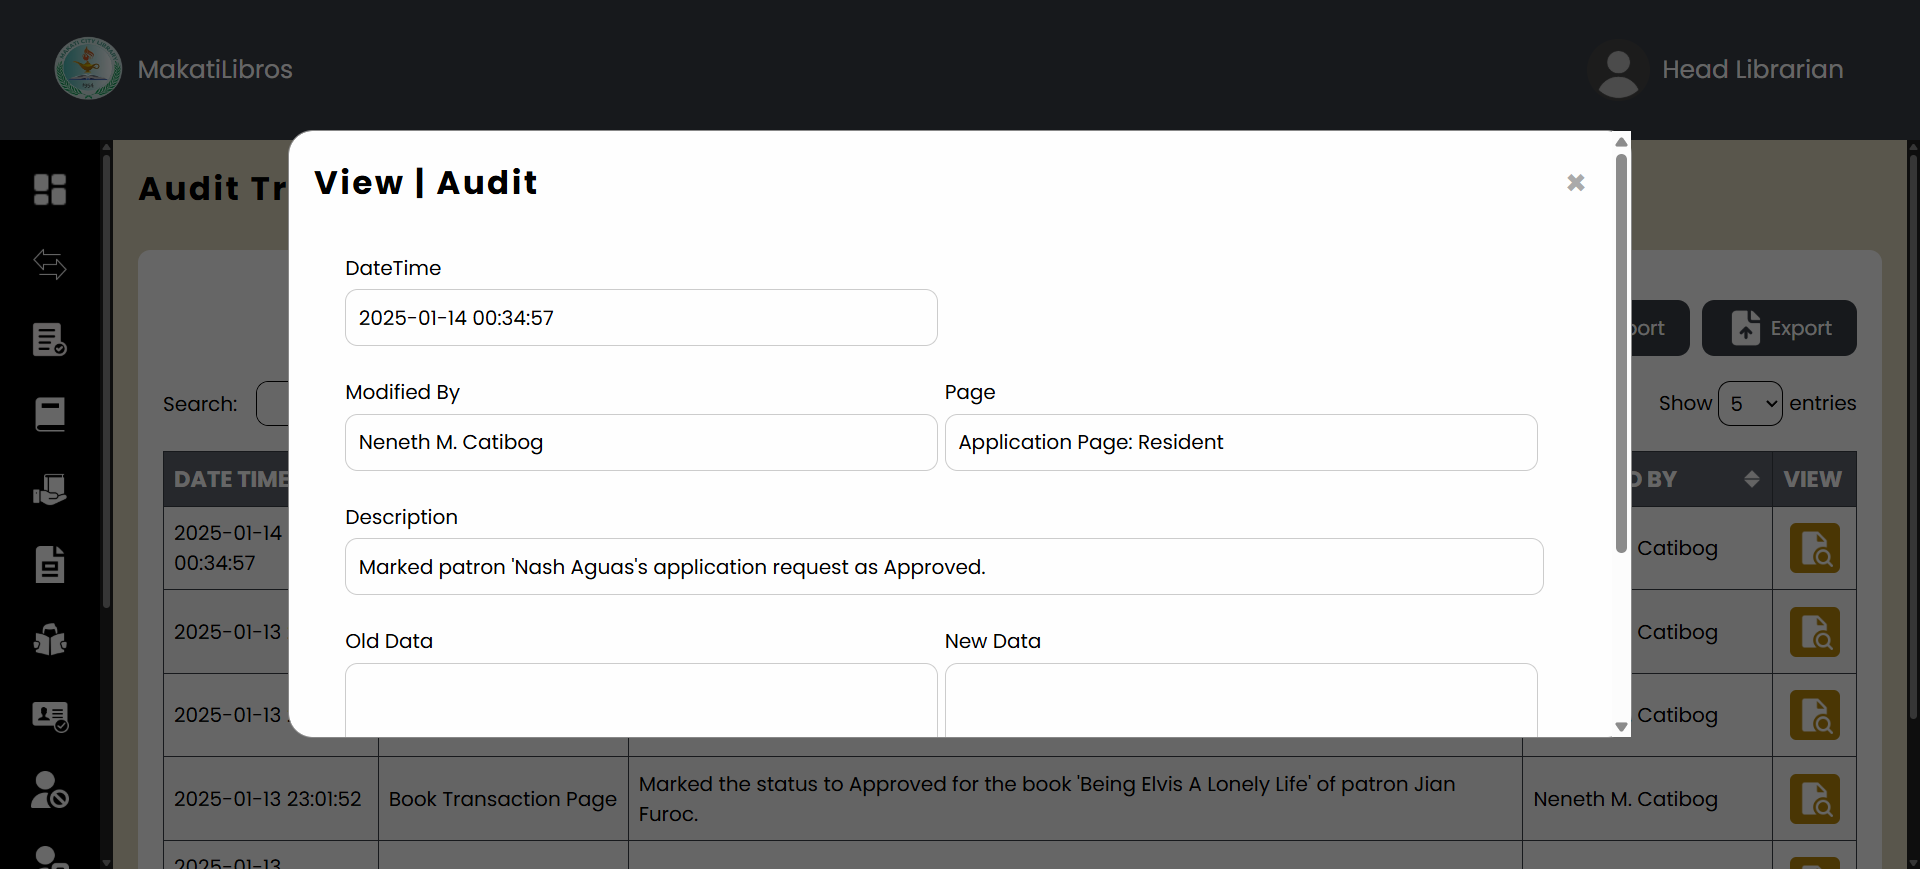 MakatiLibros
Head Librarian
Audit Tr
View | Audit
✖
DateTime
2025-01-14 00:34:57
Modified By
Page
Neneth M. Catibog
Application Page: Resident
Description
Marked patron 'Nash Aguas's application request as Approved.
Old Data
New Data
port
Export
Search:
Show 5 entries
DATE TIME
D BY
VIEW
2025-01-14
00:34:57
Catibog
2025-01-13
Catibog
2025-01-13
Catibog
2025-01-13 23:01:52
Book Transaction Page
Marked the status to Approved for the book 'Being Elvis A Lonely Life' of patron Jian
Furoc.
Neneth M. Catibog
2025-01-13